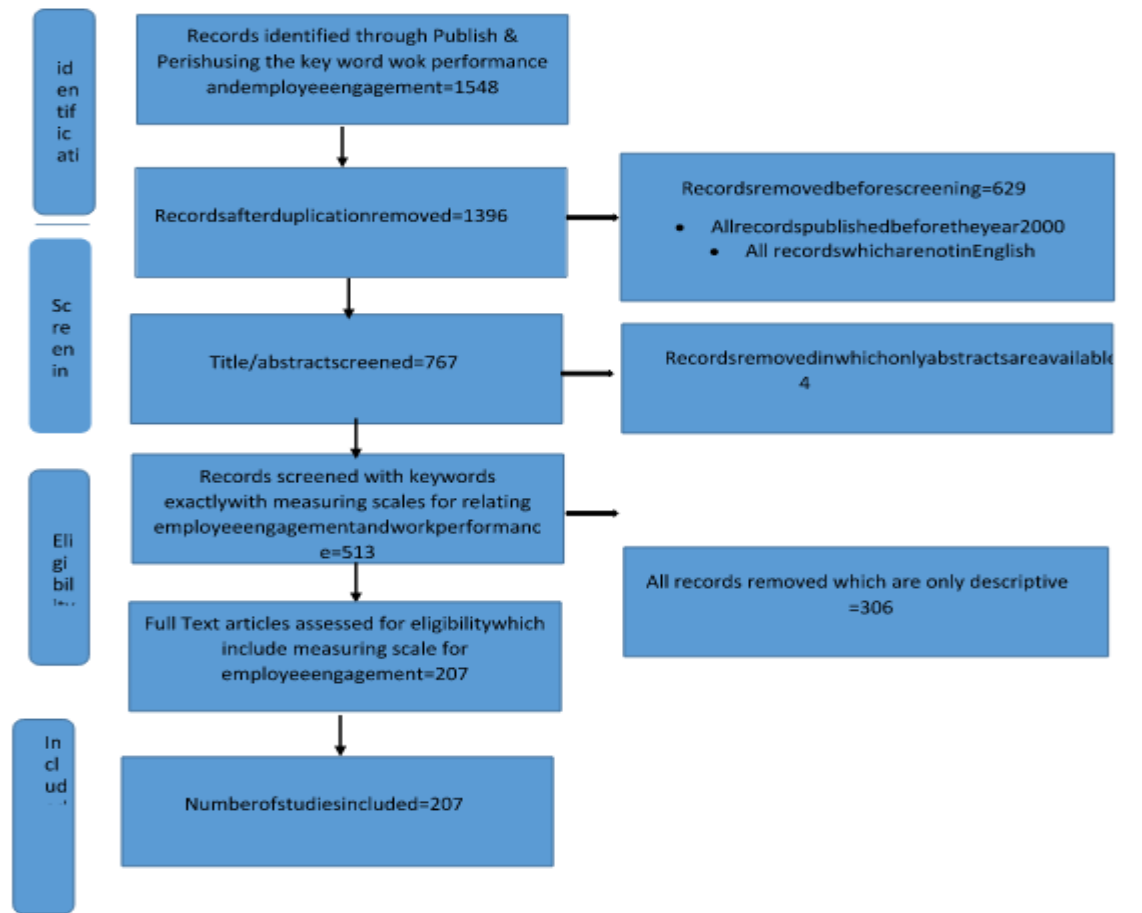 id
en
tif
ic
ati
Records identified through Publish &
Perishusing the key word wok performance
andemployeeengagement=1548
Recordsafterduplicationremoved=1396
Recordsremovedbeforescreening=629
• Allrecordspublishedbeforetheyear2000
• All recordswhicharenotinEnglish
Sc
re
en
in
Title/abstractscreened=767
Recordsremovedinwhichonlyabstractsareavailable
4
Eli
gi
bil
Records screened with keywords
exactlywith measuring scales for relating
employeeengagementandworkperformanc
e=513
All records removed which are only descriptive
=306
Full Text articles assessed for eligibilitywhich
include measuring scale for
employeeengagement=207
In
cl
ud
Numberofstudiesincluded=207